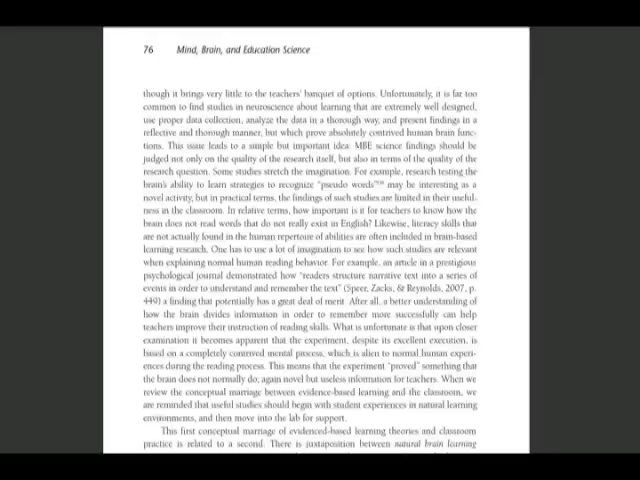 76 Mind, Brain, and Education Science
though it brings very little to the teachers' banquet of options. Unfortunately, it is far too
common to find studies in neuroscience about learning that are extremely well designed,
use proper data collection, analyze the data in a thorough way, and present findings in a
reflective and thorough manner, but which prove absolutely contrived human brain func-
tions. This issue leads to a simple but important idea: MBE science findings should be
judged not only on the quality of the research itself, but also in terms of the quality of the
research question. Some studies stretch the imagination. For example, research testing the
brain's ability to learn strategies to recognize "pseudo words" may be interesting as a
novel activity, but in practical terms, the findings of such studies are limited in their useful-
ness in the classroom. In relative terms, how important is it for teachers to know how the
brain does not read words that do not really exist in English? Likewise, literacy skills that
are not actually found in the human repertoire of abilities are often included in brain-based
learning research. One has to use a lot of imagination to see how such studies are relevant
when explaining normal human reading behavior. For example, an article in a prestigious
psychological journal demonstrated how "readers structure narrative text into a series of
events in order to understand and remember the text" (Speer, Zacks, & Reynolds, 2007, p.
449) a finding that potentially has a great deal of merit. After all, a better understanding of
how the brain divides information in order to remember more successfully can help
teachers improve their instruction of reading skills. What is unfortunate is that upon closer
examination it becomes apparent that the experiment, despite its excellent execution, is
based on a completely contrived mental process, which is alien to normal human experi-
ences during the reading process. This means that the experiment "proved" something that
the brain does not normally do, again novel but useless information for teachers. When we
review the conceptual marriage between evidence-based learning and the classroom, we
are reminded that useful studies should begin with student experiences in natural learning
environments, and then move into the lab for support.
This first conceptual marriage of evidenced-based learning theories and classroom
practice is related to a second. There is juxtaposition between natural brain learning